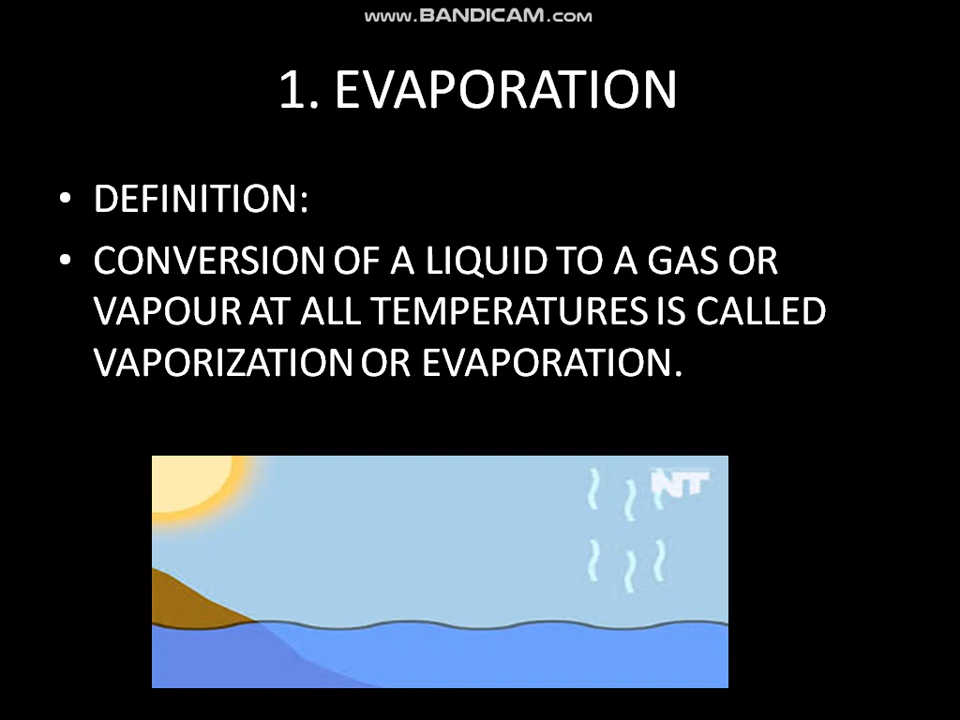 www.BANDICAM.com
1. EVAPORATION
• DEFINITION:
• CONVERSION OF A LIQUID TO A GAS OR
VAPOUR AT ALL TEMPERATURES IS CALLED
VAPORIZATION OR EVAPORATION.
NT